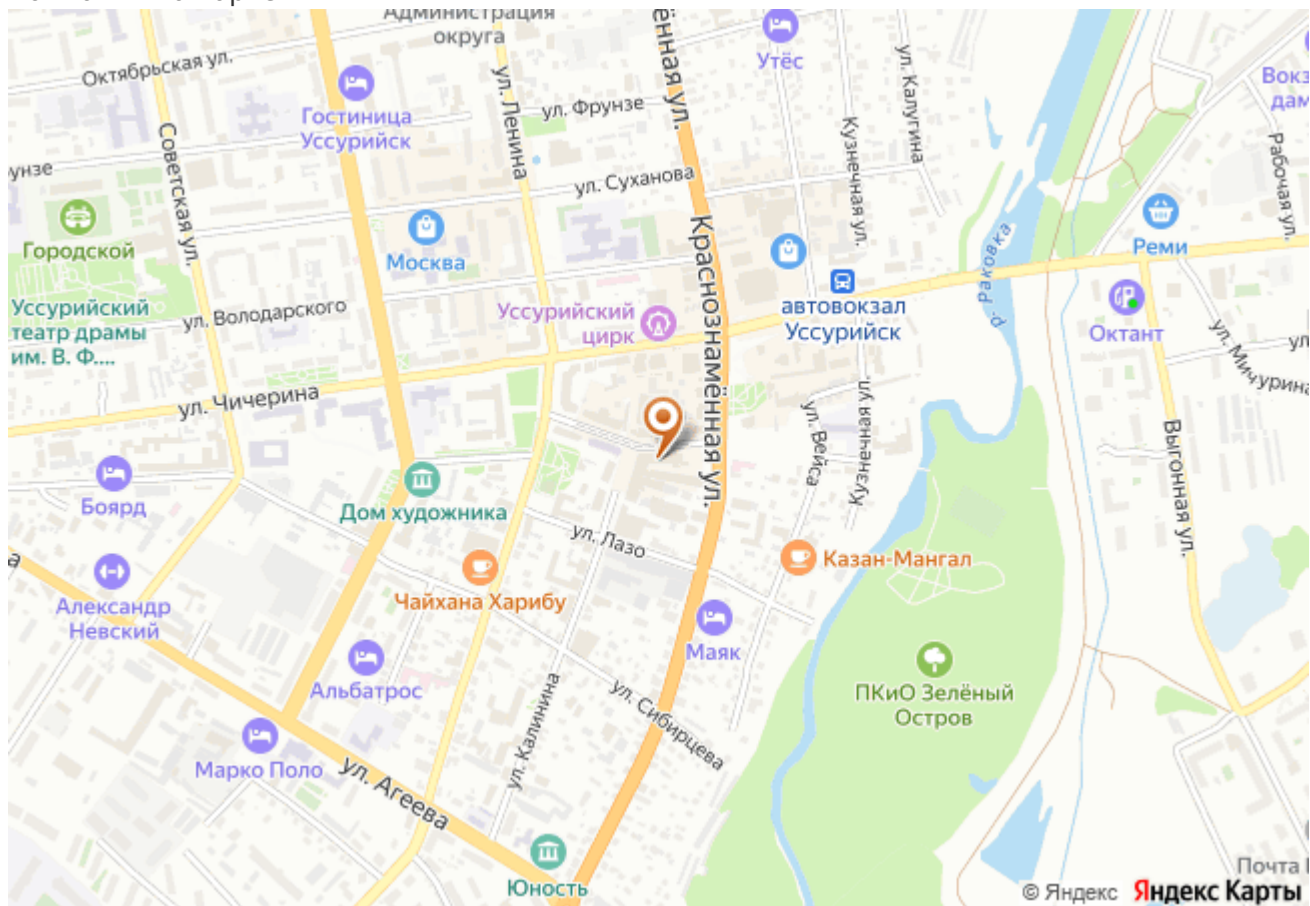 Администрация
округа
Октябрьская ул.
Гостиница
Уссурийск
ул. Ленина
ул. Фрунзе
Утёс
ул. Калугина
Кузнечная ул.
Рабочая ул.
Советская ул.
ул. Суханова
Городской
Москва
Краснознамённая ул.
р. Раковка
Реми
Уссурийский
театр драмы
им. В. Ф....
ул. Володарского
Уссурийский
цирк
автовокзал
Уссурийск
Октант
ул. Мичурина
ул. Чичерина
ул. Вейса
Кузнечная ул.
Выгонная ул.
Боярд
Дом художника
ул. Лазо
Казан-Мангал
Александр
Невский
Чайхана Харибу
Маяк
Альбатрос
ПКиО Зелёный
Остров
ул. Калинина
ул. Сибирцева
Марко Поло
ул. Агеева
Юность
Почта
© Яндекс Яндекс Карты